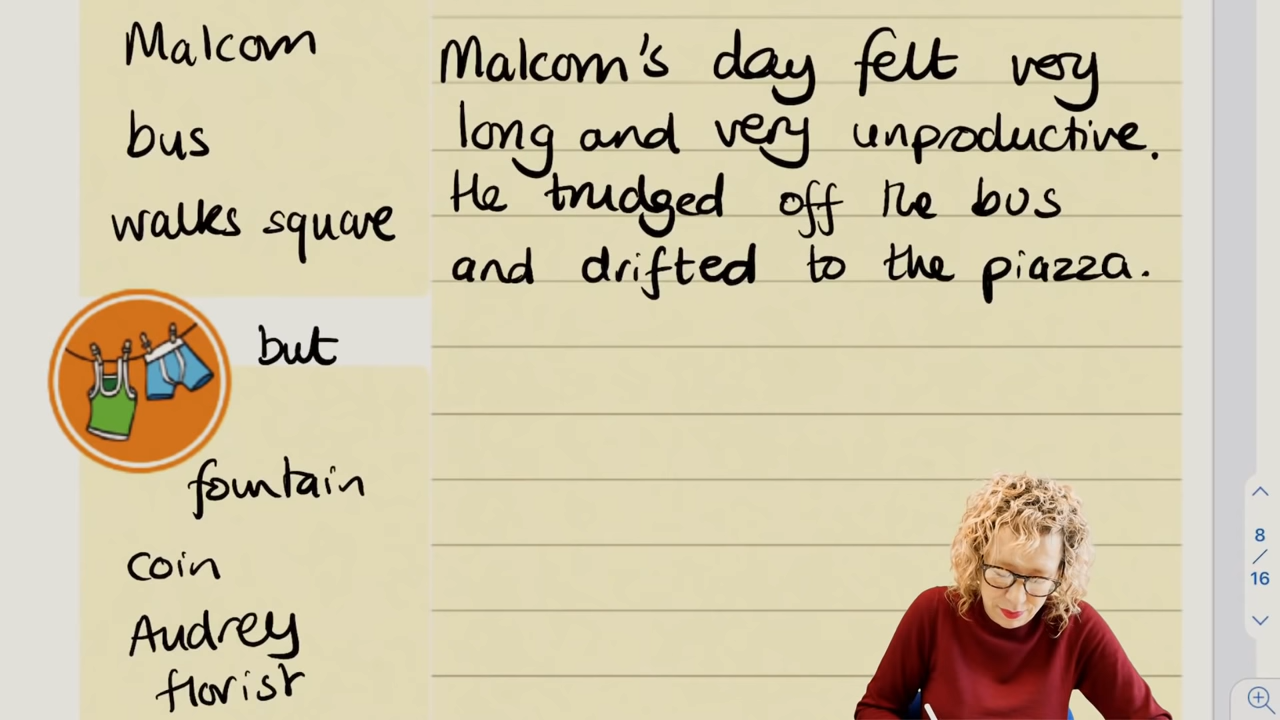 Malcom
bus
walks square
but
fountain
coin
Audrey
florist
Malcom's day felt very
long and very unproductive.
He trudged off the bus
and drifted to the piazza.
8
/
16